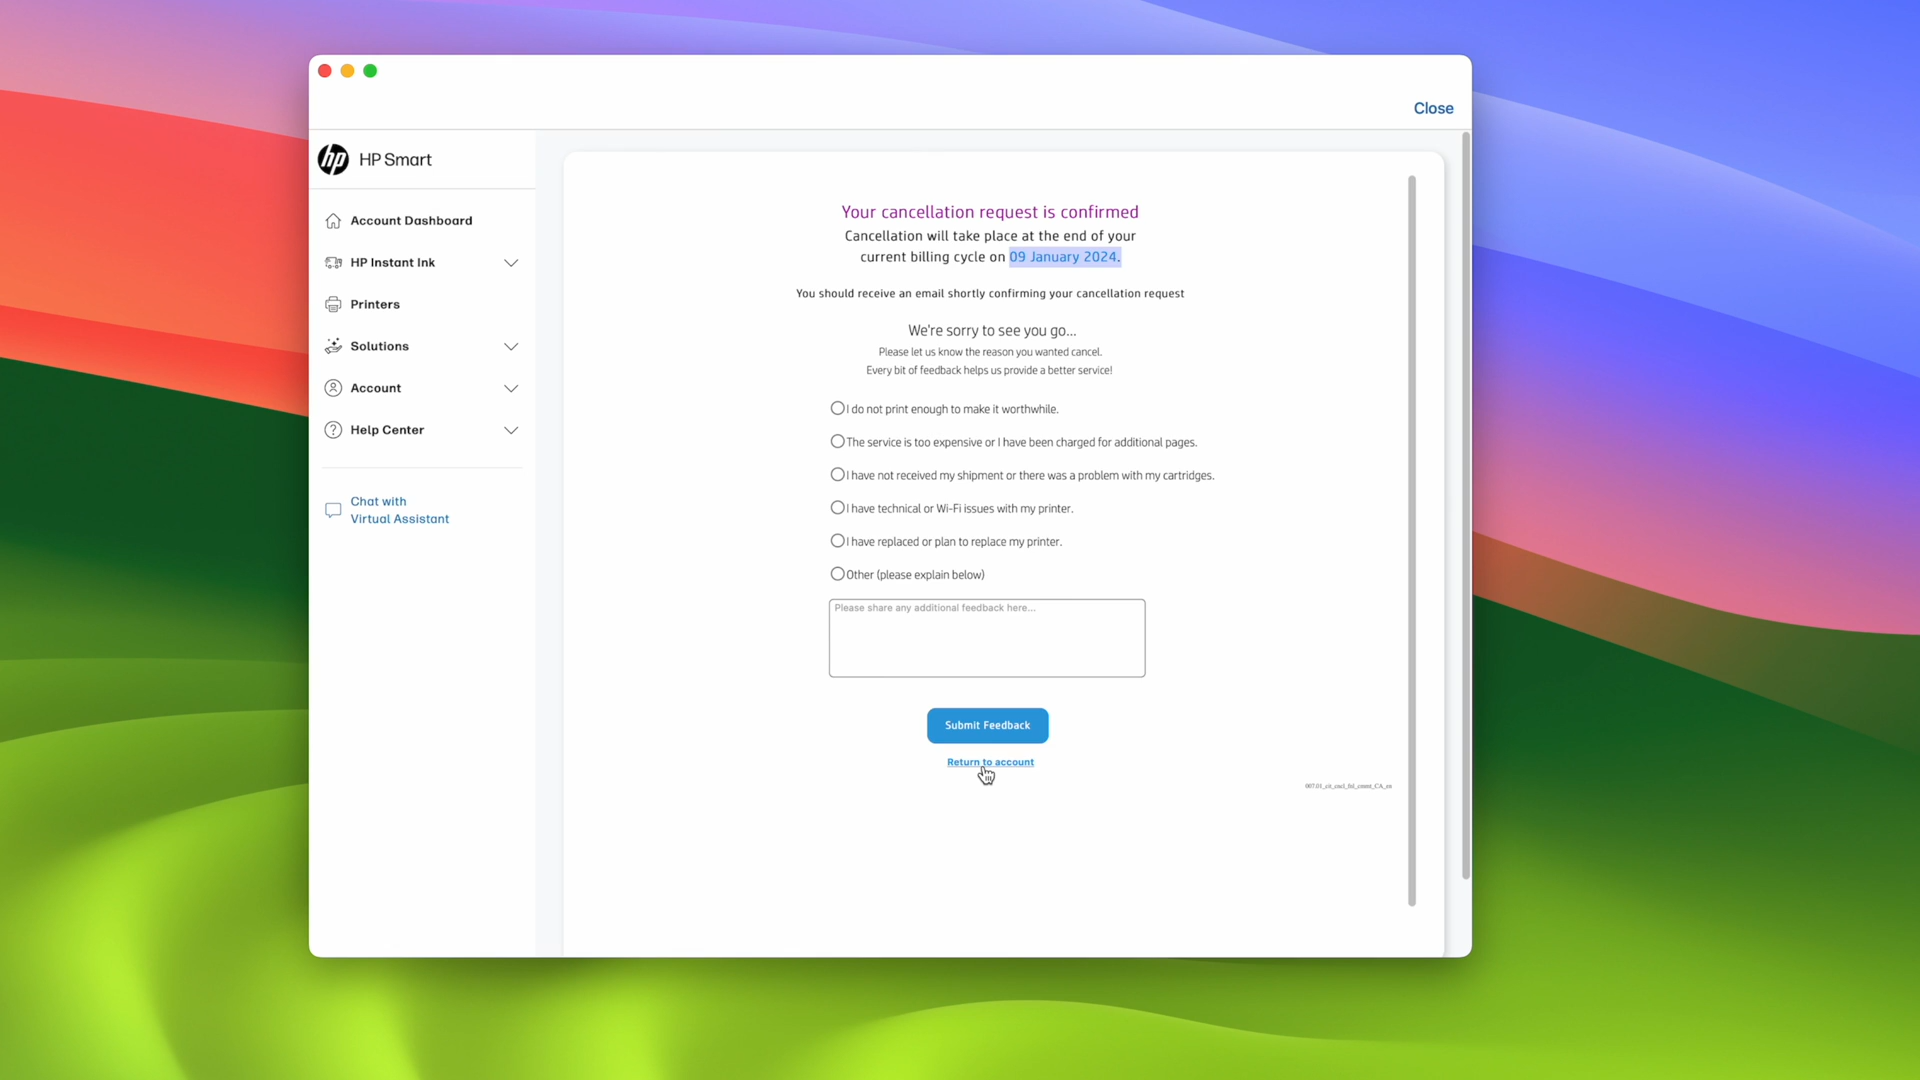 Close
hp HP Smart
Account Dashboard
HP Instant Ink
Printers
Solutions
Account
Help Center
Chat with
Virtual Assistant
Your cancellation request is confirmed
Cancellation will take place at the end of your
current billing cycle on 09 January 2024.
You should receive an email shortly confirming your cancellation request
We're sorry to see you go...
Please let us know the reason you wanted cancel.
Every bit of feedback helps us provide a better service!
I do not print enough to make it worthwhile.
The service is too expensive or I have been charged for additional pages.
I have not received my shipment or there was a problem with my cartridges.
I have technical or Wi-Fi issues with my printer.
I have replaced or plan to replace my printer.
Other (please explain below)
Please share any additional feedback here...
Submit Feedback
Return to account